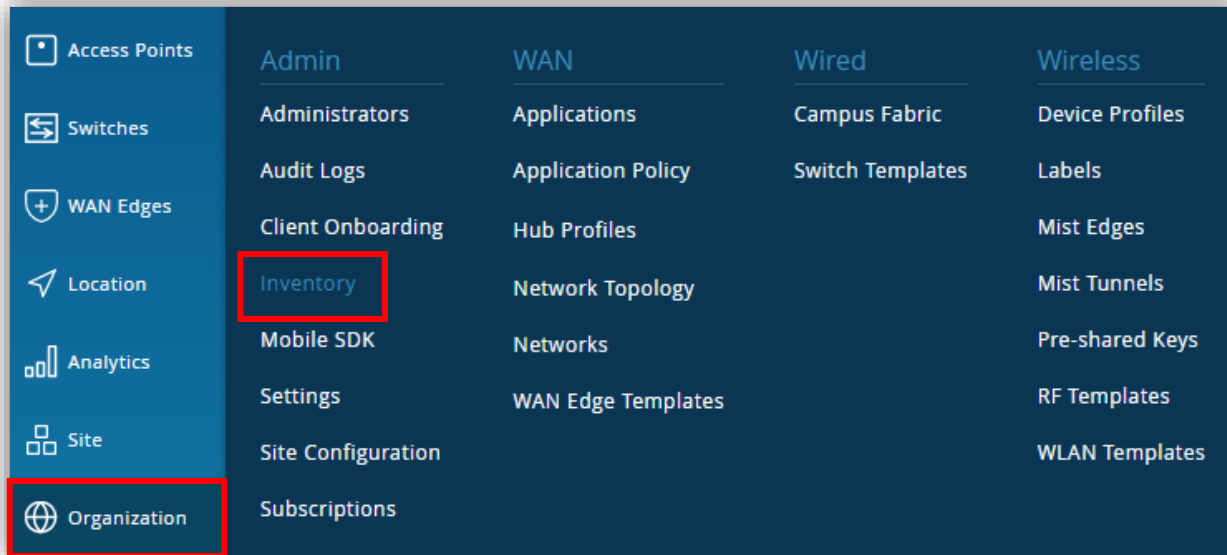 Access Points
Switches
WAN Edges
Location
Analytics
Site
Organization
Admin
Administrators
Audit Logs
Client Onboarding
Inventory
Mobile SDK
Settings
Site Configuration
Subscriptions
WAN
Applications
Application Policy
Hub Profiles
Network Topology
Networks
WAN Edge Templates
Wired
Campus Fabric
Switch Templates
Wireless
Device Profiles
Labels
Mist Edges
Mist Tunnels
Pre-shared Keys
RF Templates
WLAN Templates